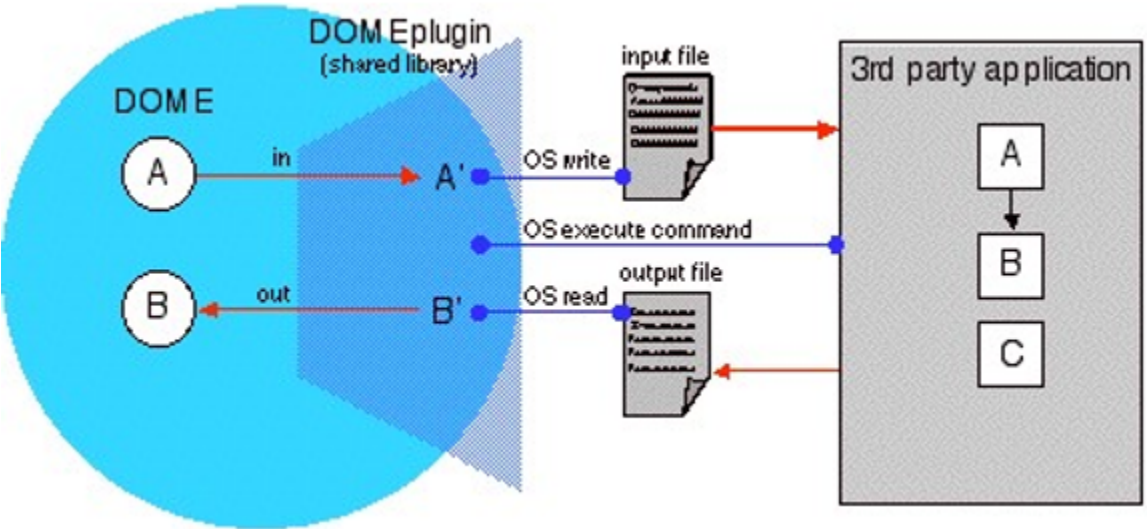 DOMEplugin
(shared library)
DOME
A
in
A'
OS write
input file
3rd party application
A
OS execute command
B
B
out
B'
OS read
output file
C